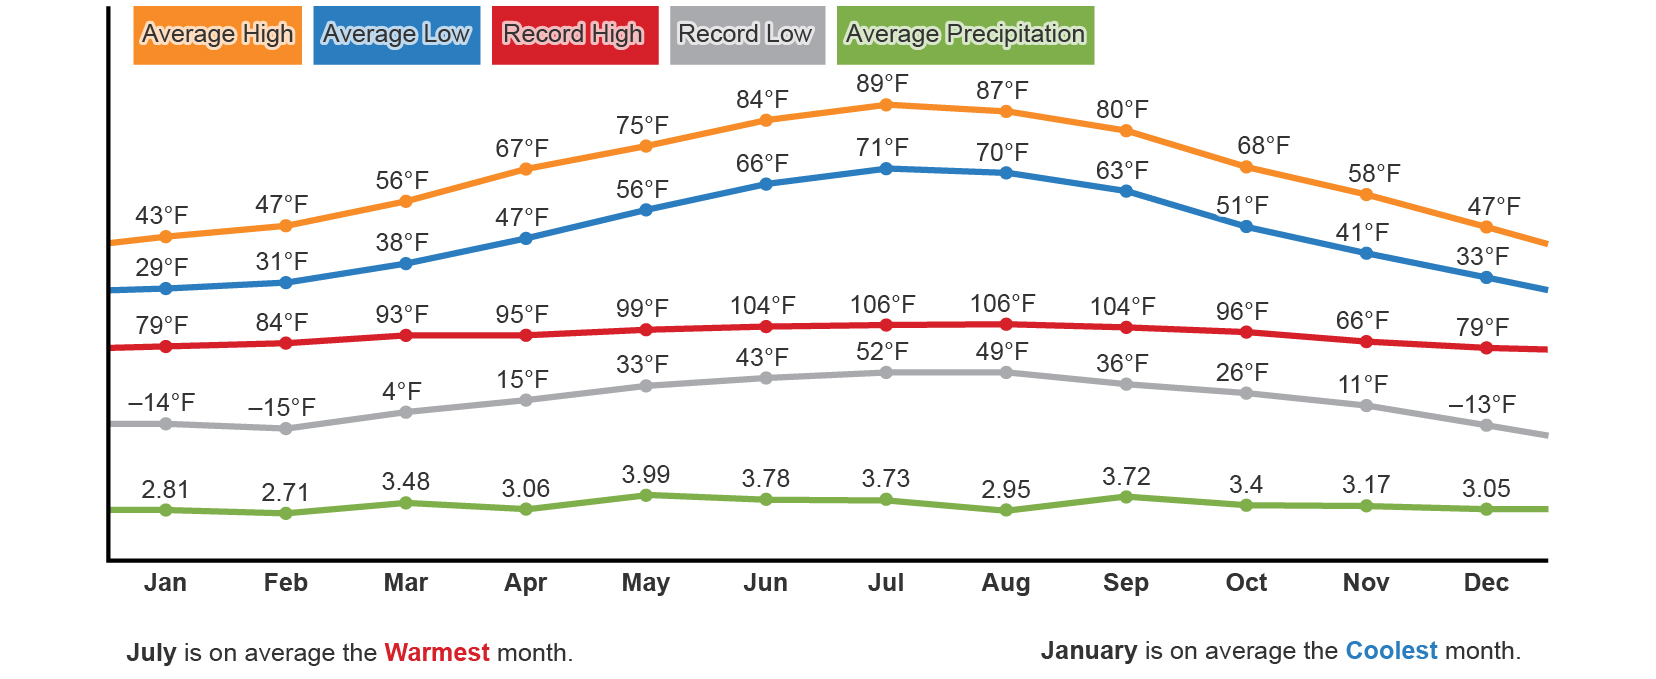 Average High Average Low Record High Record Low Average Precipitation
43°F 47°F 56°F 67°F 75°F 84°F 89°F 87°F 80°F 68°F 58°F 47°F
29°F 31°F 38°F 47°F 56°F 66°F 71°F 70°F 63°F 51°F 41°F 33°F
79°F 84°F 93°F 95°F 99°F 104°F 106°F 106°F 104°F 96°F 66°F 79°F
–14°F –15°F 4°F 15°F 33°F 43°F 52°F 49°F 36°F 26°F 11°F –13°F
2.81 2.71 3.48 3.06 3.99 3.78 3.73 2.95 3.72 3.4 3.17 3.05
Jan Feb Mar Apr May Jun Jul Aug Sep Oct Nov Dec
July is on average the Warmest month.
January is on average the Coolest month.